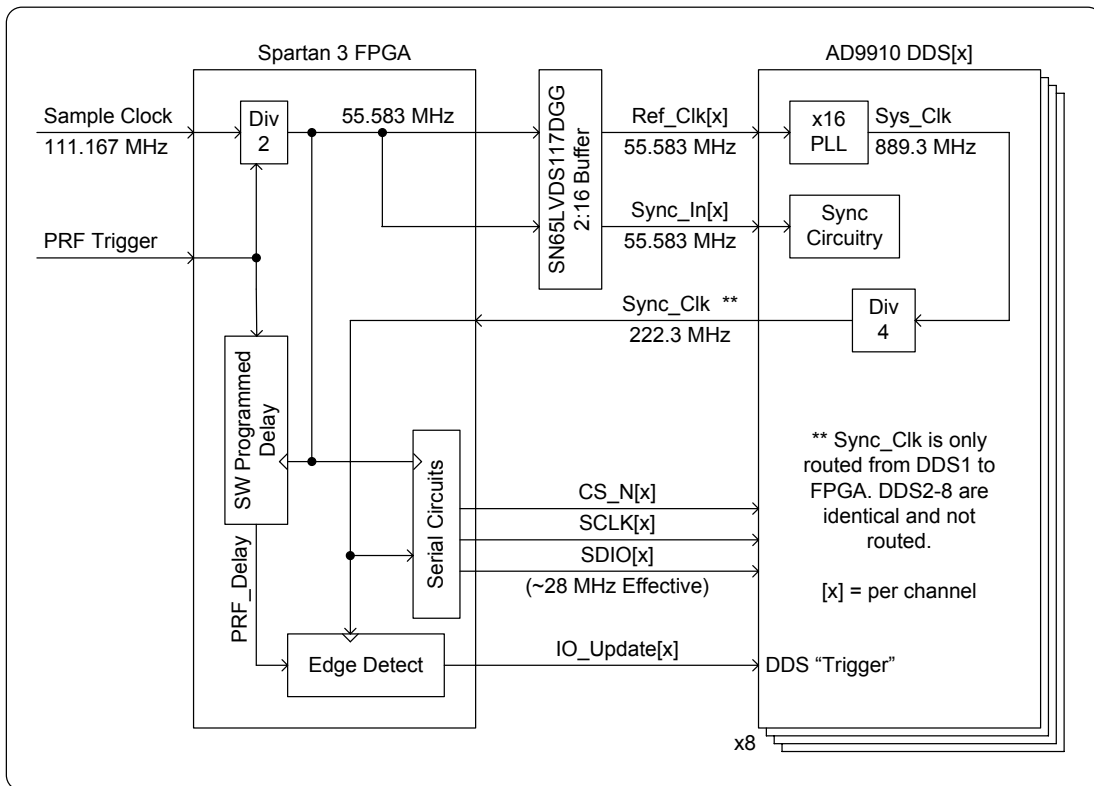 Spartan 3 FPGA
AD9910 DDS[x]
Sample Clock
111.167 MHz
Div
2
55.583 MHz
SN65LVDS117DGG
2:16 Buffer
Ref_Clk[x]
55.583 MHz
x16
PLL
Sys_Clk
889.3 MHz
PRF Trigger
Sync_In[x]
55.583 MHz
Sync
Circuitry
Sync_Clk **
222.3 MHz
Div
4
SW Programmed
Delay
Serial Circuits
** Sync_Clk is only
routed from DDS1 to
FPGA. DDS2-8 are
identical and not
routed.
[x] = per channel
CS_N[x]
SCLK[x]
SDIO[x]
(~28 MHz Effective)
PRF_Delay
Edge Detect
IO_Update[x]
DDS “Trigger”
x8